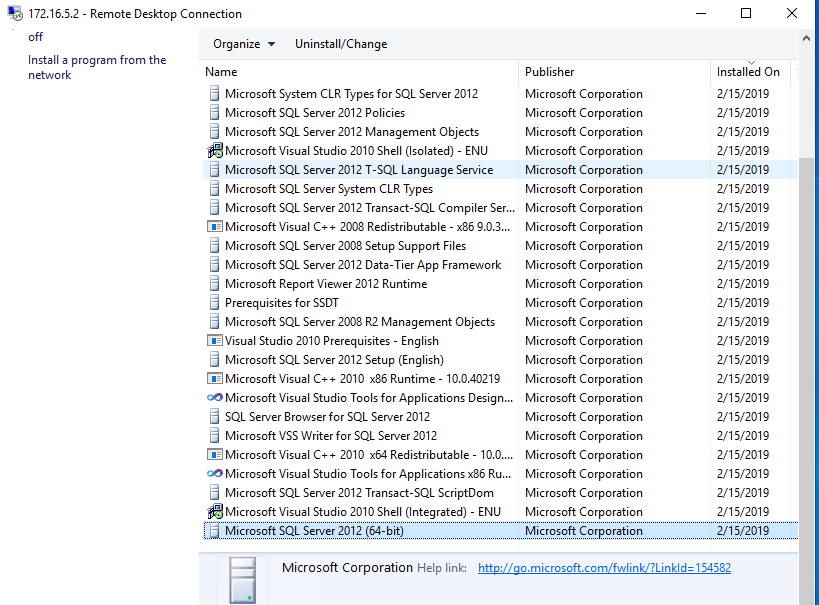 172.16.5.2 - Remote Desktop Connection
off
Install a program from the
network
Organize Uninstall/Change
Name Publisher Installed On
Microsoft System CLR Types for SQL Server 2012 Microsoft Corporation 2/15/2019
Microsoft SQL Server 2012 Policies Microsoft Corporation 2/15/2019
Microsoft SQL Server 2012 Management Objects Microsoft Corporation 2/15/2019
Microsoft Visual Studio 2010 Shell (Isolated) - ENU Microsoft Corporation 2/15/2019
Microsoft SQL Server 2012 T-SQL Language Service Microsoft Corporation 2/15/2019
Microsoft SQL Server System CLR Types Microsoft Corporation 2/15/2019
Microsoft SQL Server 2012 Transact-SQL Compiler Ser... Microsoft Corporation 2/15/2019
Microsoft Visual C++ 2008 Redistributable - x86 9.0.3... Microsoft Corporation 2/15/2019
Microsoft SQL Server 2008 Setup Support Files Microsoft Corporation 2/15/2019
Microsoft SQL Server 2012 Data-Tier App Framework Microsoft Corporation 2/15/2019
Microsoft Report Viewer 2012 Runtime Microsoft Corporation 2/15/2019
Prerequisites for SSDT Microsoft Corporation 2/15/2019
Microsoft SQL Server 2008 R2 Management Objects Microsoft Corporation 2/15/2019
Visual Studio 2010 Prerequisites - English Microsoft Corporation 2/15/2019
Microsoft SQL Server 2012 Setup (English) Microsoft Corporation 2/15/2019
Microsoft Visual C++ 2010  x86 Runtime - 10.0.40219 Microsoft Corporation 2/15/2019
Microsoft Visual Studio Tools for Applications Design... Microsoft Corporation 2/15/2019
SQL Server Browser for SQL Server 2012 Microsoft Corporation 2/15/2019
Microsoft VSS Writer for SQL Server 2012 Microsoft Corporation 2/15/2019
Microsoft Visual C++ 2010  x64 Redistributable - 10.0.... Microsoft Corporation 2/15/2019
Microsoft Visual Studio Tools for Applications x86 Ru... Microsoft Corporation 2/15/2019
Microsoft SQL Server 2012 Transact-SQL ScriptDom Microsoft Corporation 2/15/2019
Microsoft Visual Studio 2010 Shell (Integrated) - ENU Microsoft Corporation 2/15/2019
Microsoft SQL Server 2012 (64-bit) Microsoft Corporation 2/15/2019
Microsoft Corporation Help link: http://go.microsoft.com/fwlink/?LinkId=154582